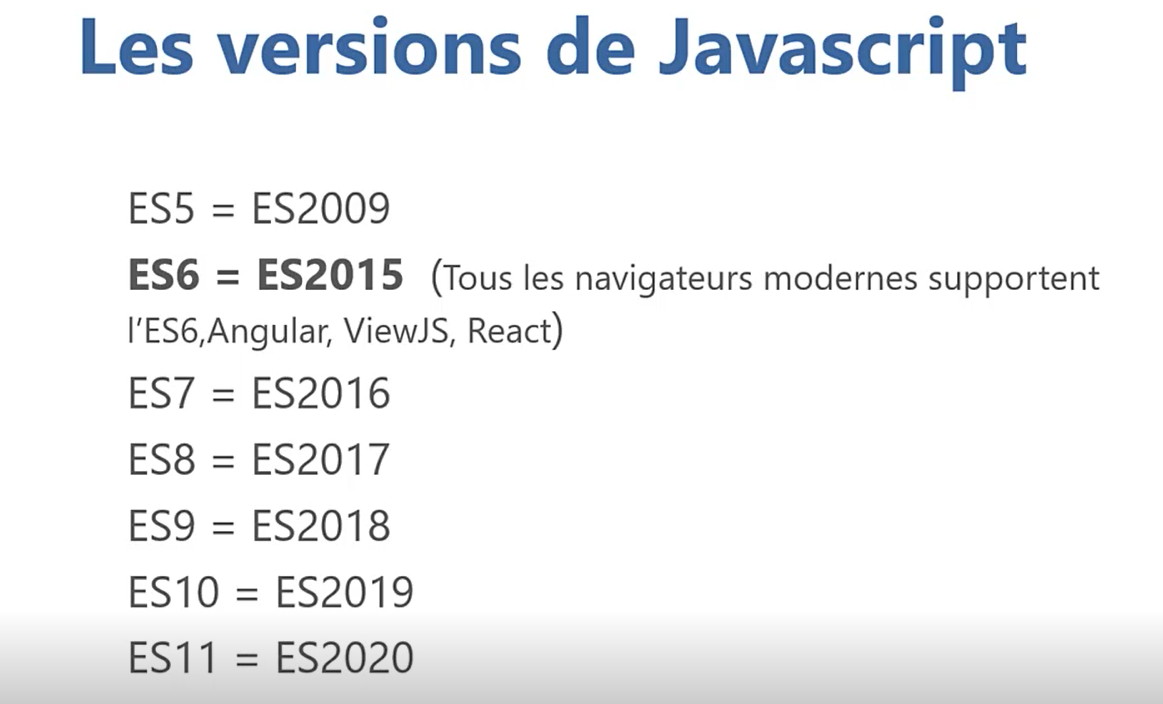 Les versions de Javascript
ES5 = ES2009
ES6 = ES2015 (Tous les navigateurs modernes supportent
l’ES6,Angular, ViewJS, React)
ES7 = ES2016
ES8 = ES2017
ES9 = ES2018
ES10 = ES2019
ES11 = ES2020